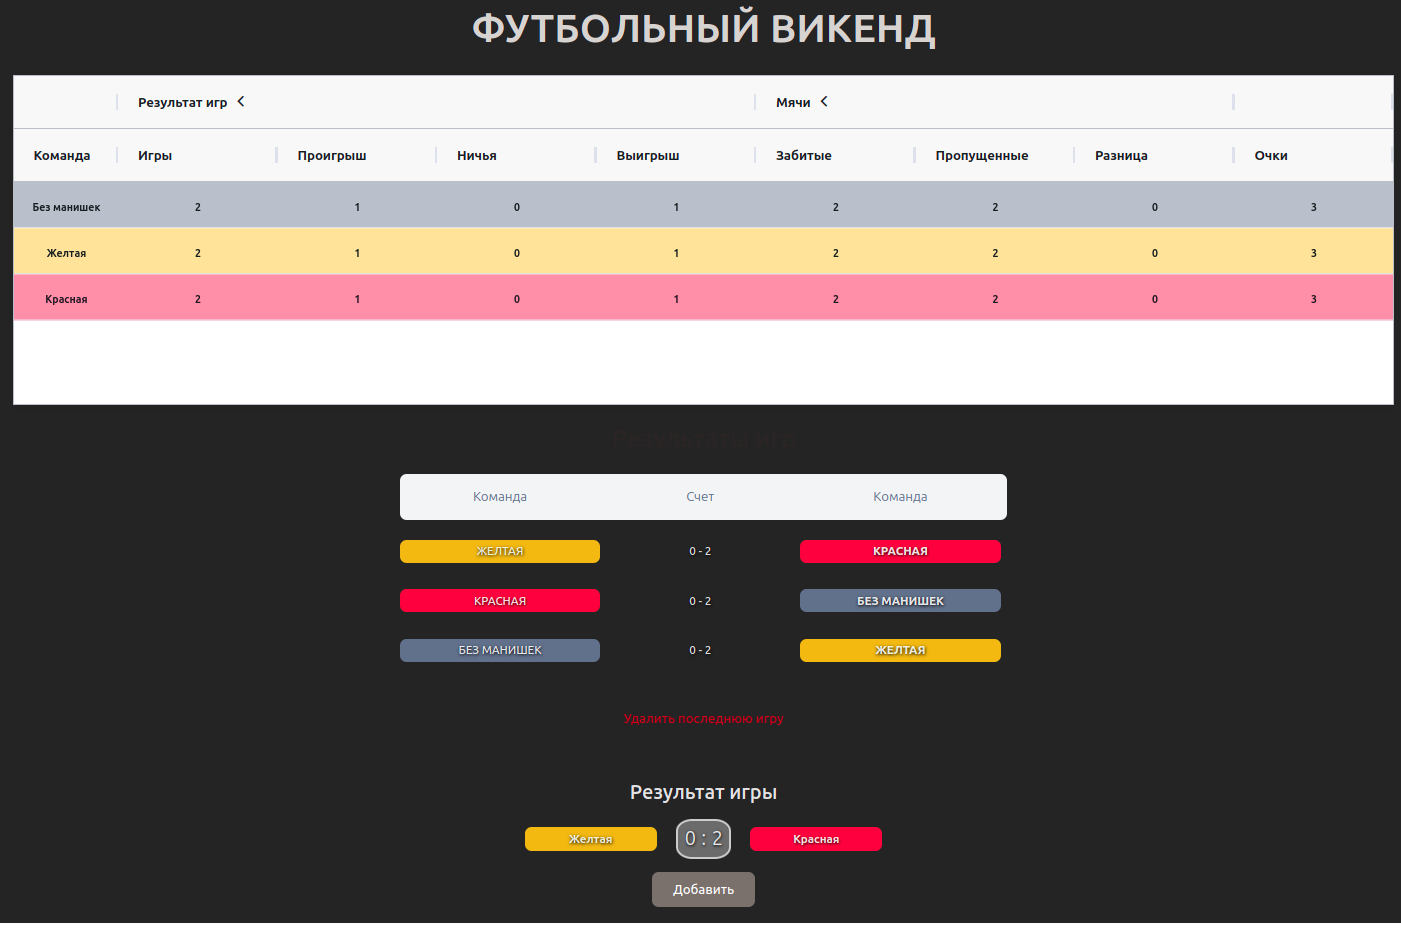 ФУТБОЛЬНЫЙ ВИКЕНД
Результат игр Мячи
Команда Игры Проигрыш Ничья Выигрыш Забитые Пропущенные Разница Очки
Без манишек 2 1 0 1 2 2 0 3
Желтая 2 1 0 1 2 2 0 3
Красная 2 1 0 1 2 2 0 3
Результаты игр
Команда Счет Команда
ЖЕЛТАЯ 0 - 2 КРАСНАЯ
КРАСНАЯ 0 - 2 БЕЗ МАНИШЕК
БЕЗ МАНИШЕК 0 - 2 ЖЕЛТАЯ
Удалить последнюю игру
Результат игры
Желтая 0 : 2 Красная
Добавить